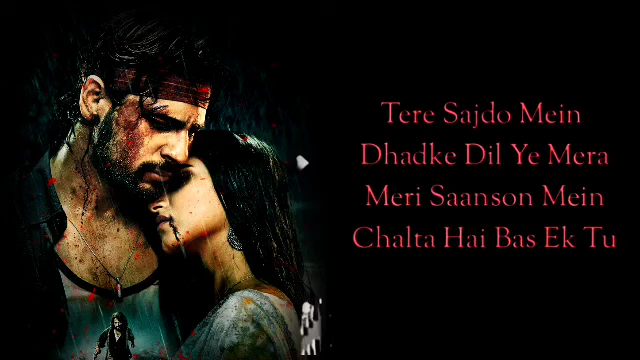 Tere Sajdo Mein
Dhadke Dil Ye Mera
Meri Saanson Mein
Chalta Hai Bas Ek Tu